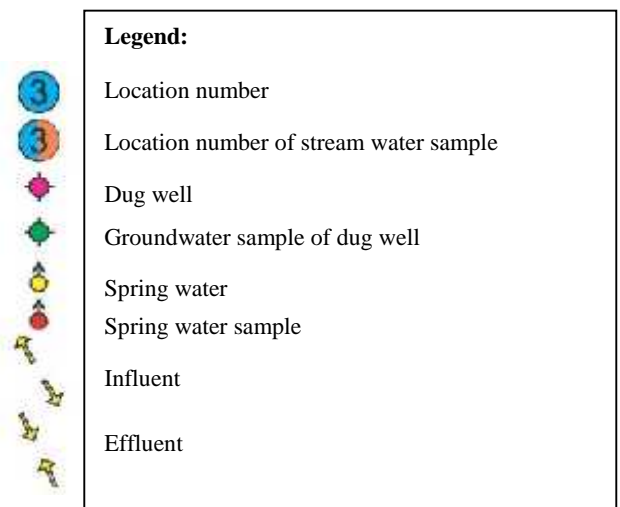 Legend:
3 Location number
3 Location number of stream water sample
Dug well
Groundwater sample of dug well
Spring water
Spring water sample
Influent
Effluent